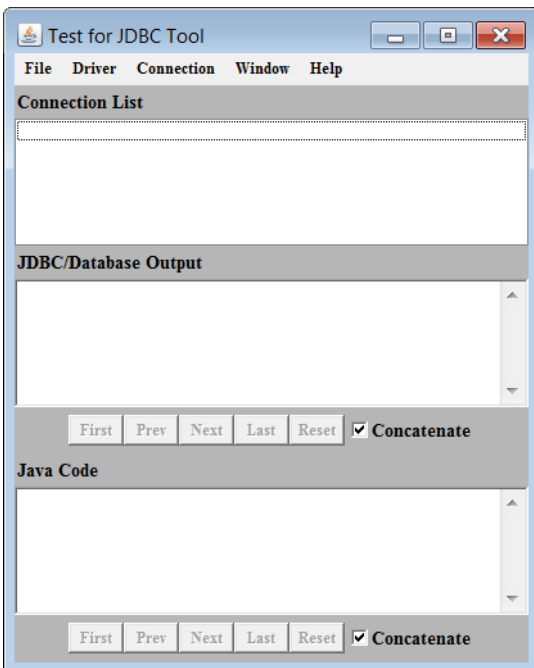 Test for JDBC Tool
File Driver Connection Window Help
Connection List
JDBC/Database Output
First Prev Next Last Reset Concatenate
Java Code
First Prev Next Last Reset Concatenate